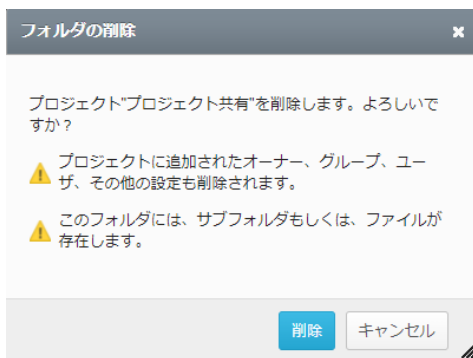 フォルダの削除
プロジェクト"プロジェクト共有"を削除します。よろしいで
すか?
プロジェクトに追加されたオーナー、グループ、ユー
ザ、その他の設定も削除されます。
このフォルダには、サブフォルダもしくは、ファイルが
存在します。
削除 キャンセル